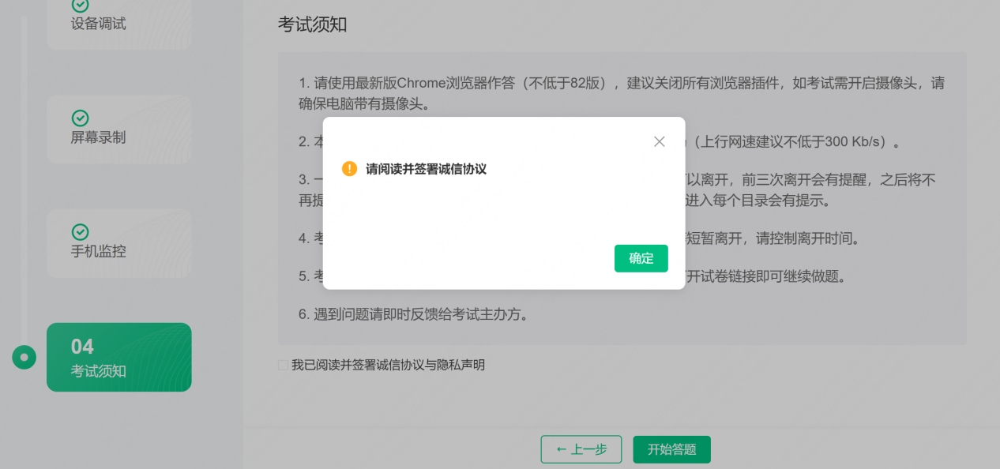 设备调试
屏幕录制
手机监控
04
考试须知
考试须知
1. 请使用最新版Chrome浏览器作答（不低于82版），建议关闭所有浏览器插件，如考试需开启摄像头，请
确保电脑带有摄像头。
2. 本
（上行网速建议不低于300 Kb/s）。
3. 一
以离开，前三次离开会有提醒，之后将不
再提
进入每个目录会有提示。
4. 考
短暂离开，请控制离开时间。
5. 考
开试卷链接即可继续做题。
6. 遇到问题请即时反馈给考试主办方。
请阅读并签署诚信协议
确定
我已阅读并签署诚信协议与隐私声明
← 上一步
开始答题